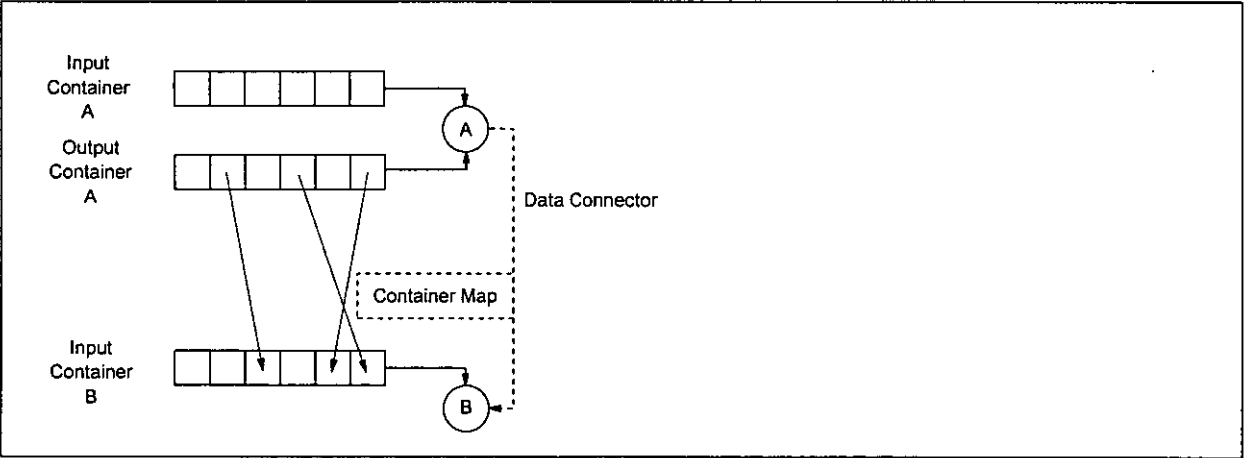 Input
Container
A
A
Output
Container
A
Data Connector
Container Map
Input
Container
B
B